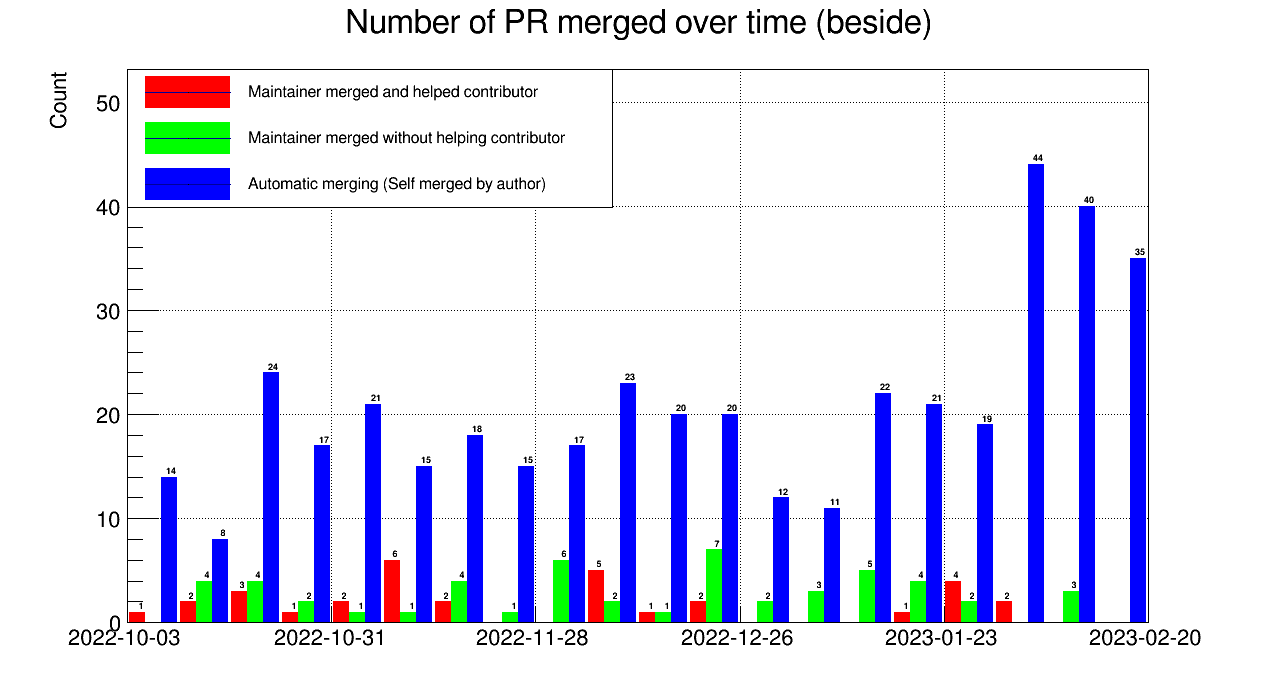 Number of PR merged over time (beside)
Count
Maintainer merged and helped contributor
Maintainer merged without helping contributor
Automatic merging (Self merged by author)
50
40
30
20
10
0
1 14
2 4 8
3 4 24
1 2 17
2 1 21
6 1 15
2 4 18
1 15
6 17
5 2 23
1 1 20
2 7 20
2 12
3 11
5 22
1 4 21
4 2 19
2 44
3 40
35
2022-10-03 2022-10-31 2022-11-28 2022-12-26 2023-01-23 2023-02-20